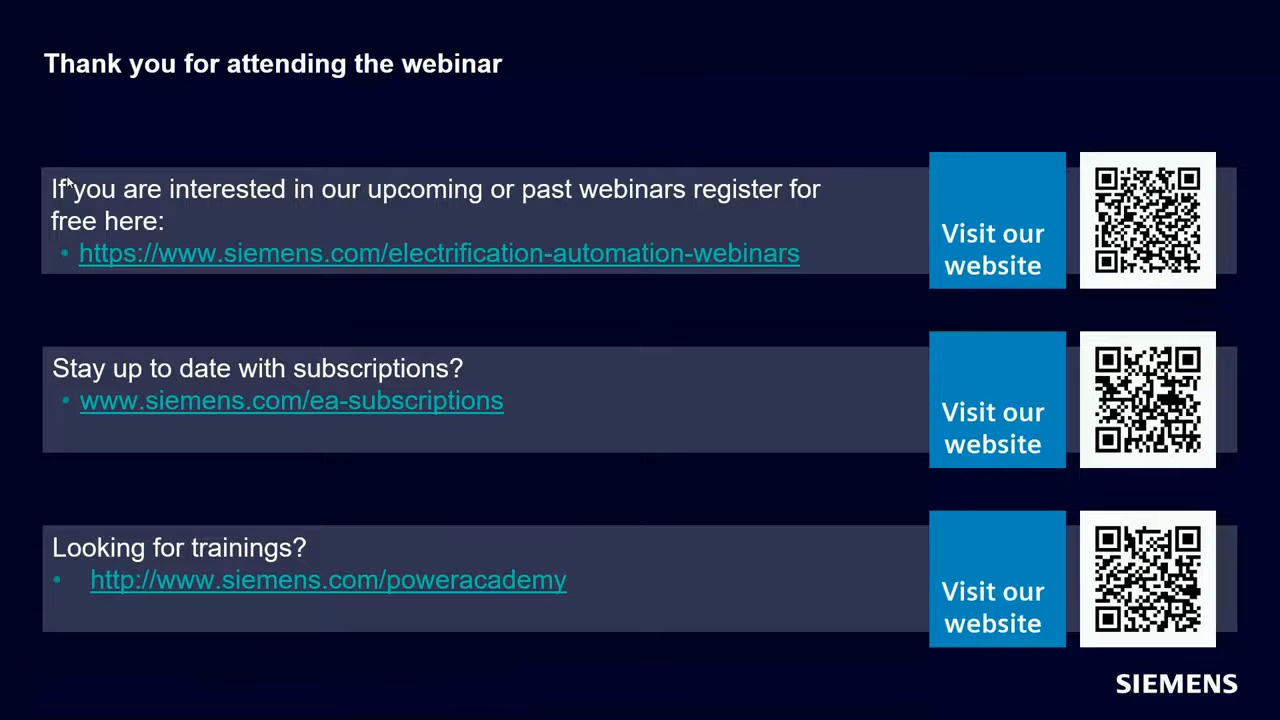 Thank you for attending the webinar
If you are interested in our upcoming or past webinars register for
free here:
• https://www.siemens.com/electrification-automation-webinars
Visit our
website
Stay up to date with subscriptions?
• www.siemens.com/ea-subscriptions
Visit our
website
Looking for trainings?
• http://www.siemens.com/poweracademy
Visit our
website
SIEMENS